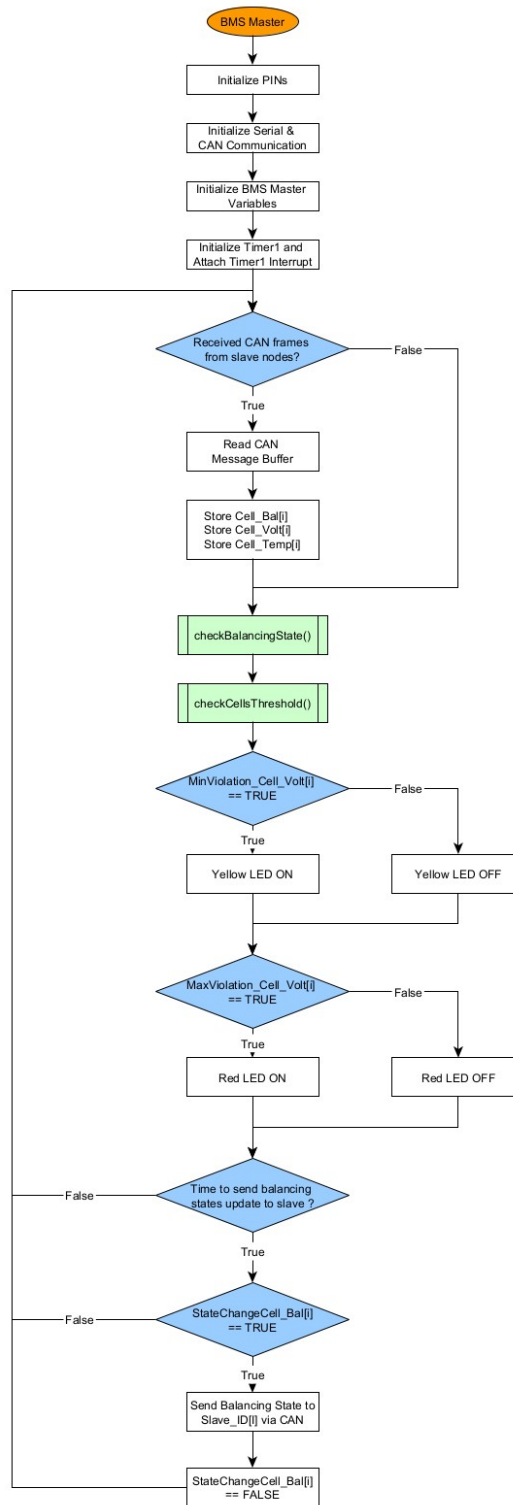 BMS Master
Initialize PINs
Initialize Serial &
CAN Communication
Initialize BMS Master
Variables
Initialize Timer1 and
Attach Timer1 Interrupt
Received CAN frames
from slave nodes?
False
True
Read CAN
Message Buffer
Store Cell_Bal[i]
Store Cell_Volt[i]
Store Cell_Temp[i]
checkBalancingState()
checkCellsThreshold()
MinViolation_Cell_Volt[i]
== TRUE
False
True
Yellow LED ON
Yellow LED OFF
MaxViolation_Cell_Volt[i]
== TRUE
False
True
Red LED ON
Red LED OFF
Time to send balancing
states update to slave ?
False
True
StateChangeCell_Bal[i]
== TRUE
False
True
Send Balancing State to
Slave_ID[I] via CAN
StateChangeCell_Bal[i]
== FALSE